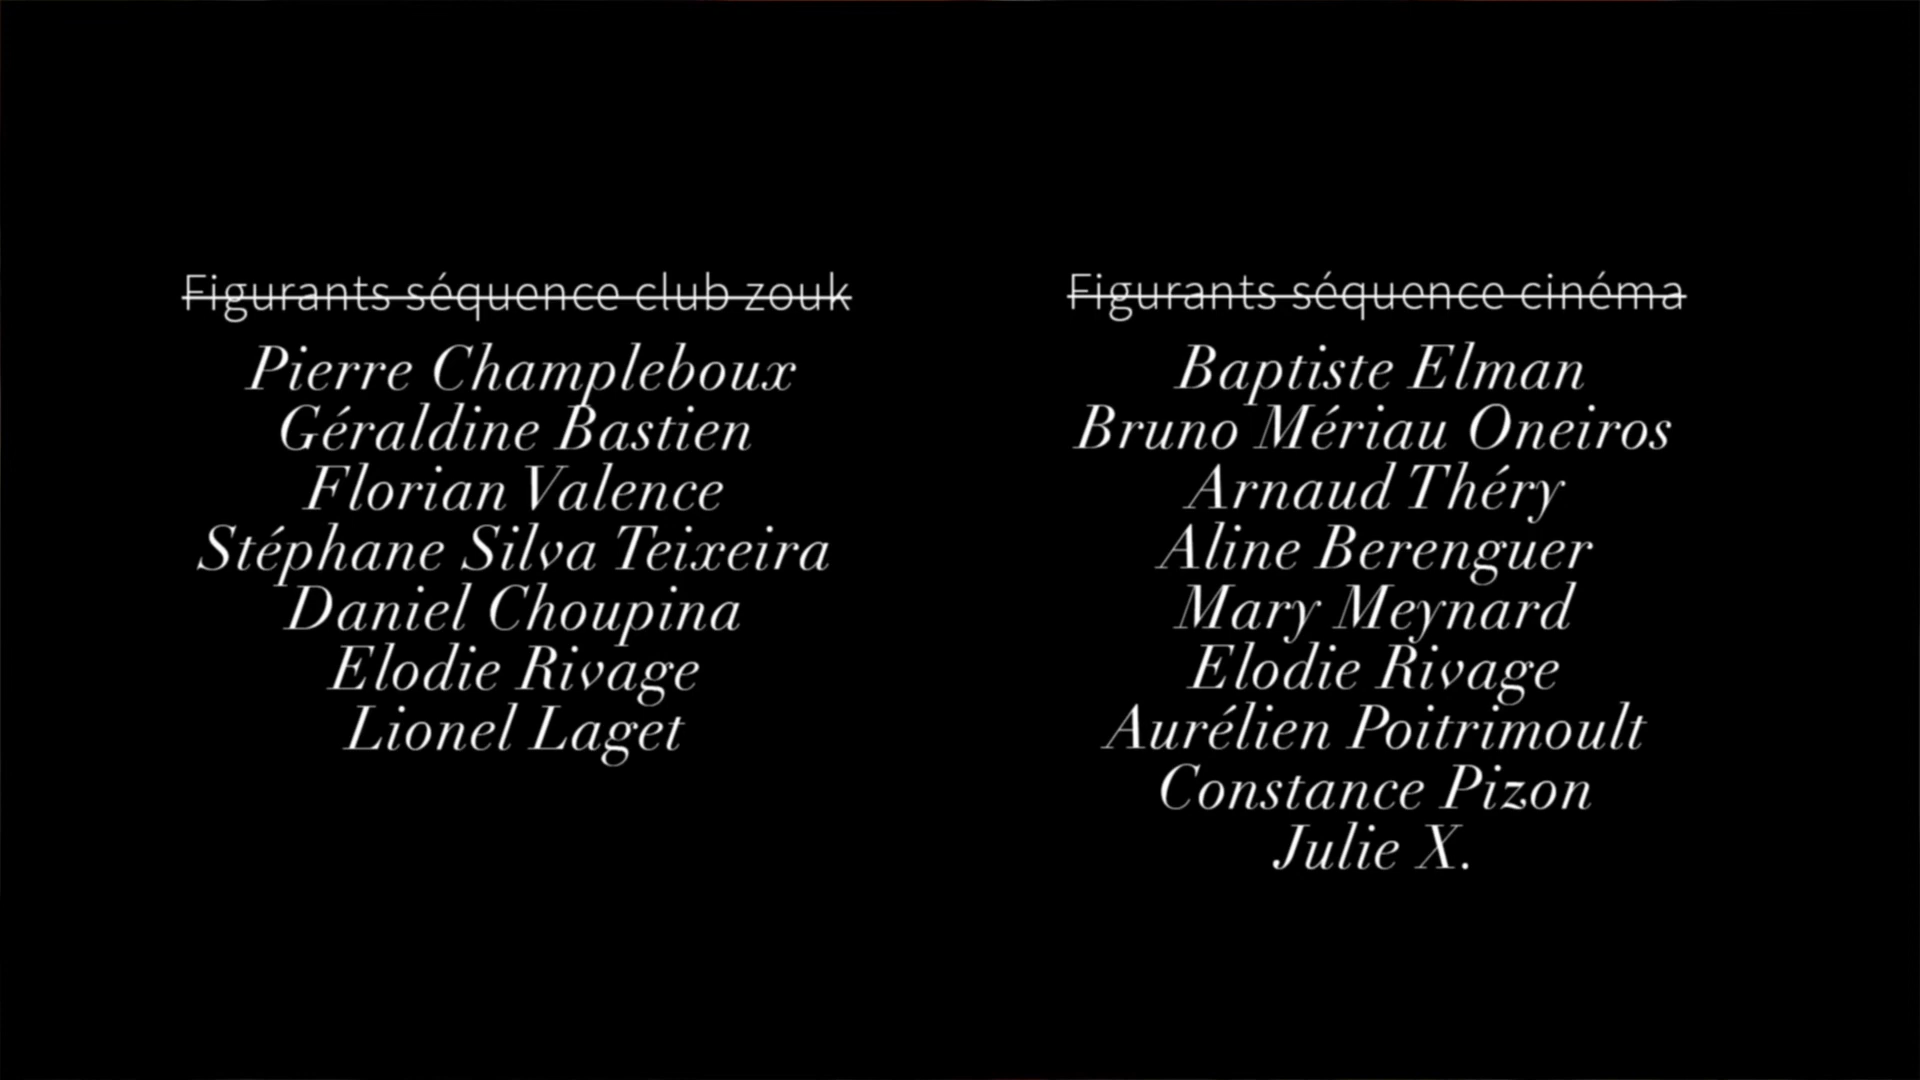 Figurants séquence club zouk
Pierre Champleboux
Géraldine Bastien
Florian Valence
Stéphane Silva Teixeira
Daniel Choupina
Elodie Rivage
Lionel Laget
Figurants séquence cinéma
Baptiste Elman
Bruno Mériau Oneiros
Arnaud Théry
Aline Berenguer
Mary Meynard
Elodie Rivage
Aurélien Poitrimoult
Constance Pizon
Julie X.